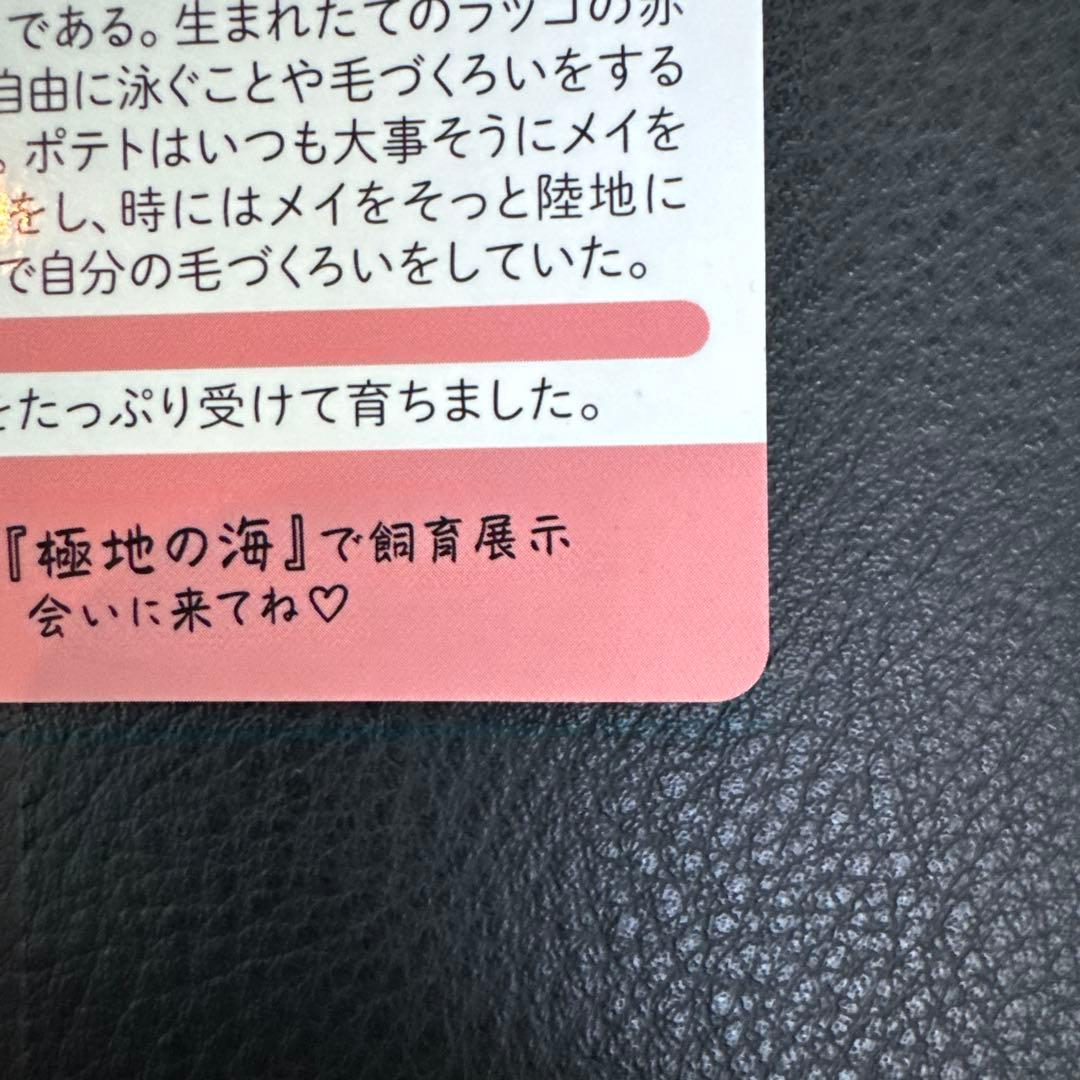 である。生まれたてのラッコの赤
自由に泳ぐことや毛づくろいをする
。ポテトはいつも大事そうにメイを
をし、時にはメイをそっと陸地に
で自分の毛づくろいをしていた。
をたっぷり受けて育ちました。
『極地の海』で飼育展示
会いに来てね♡